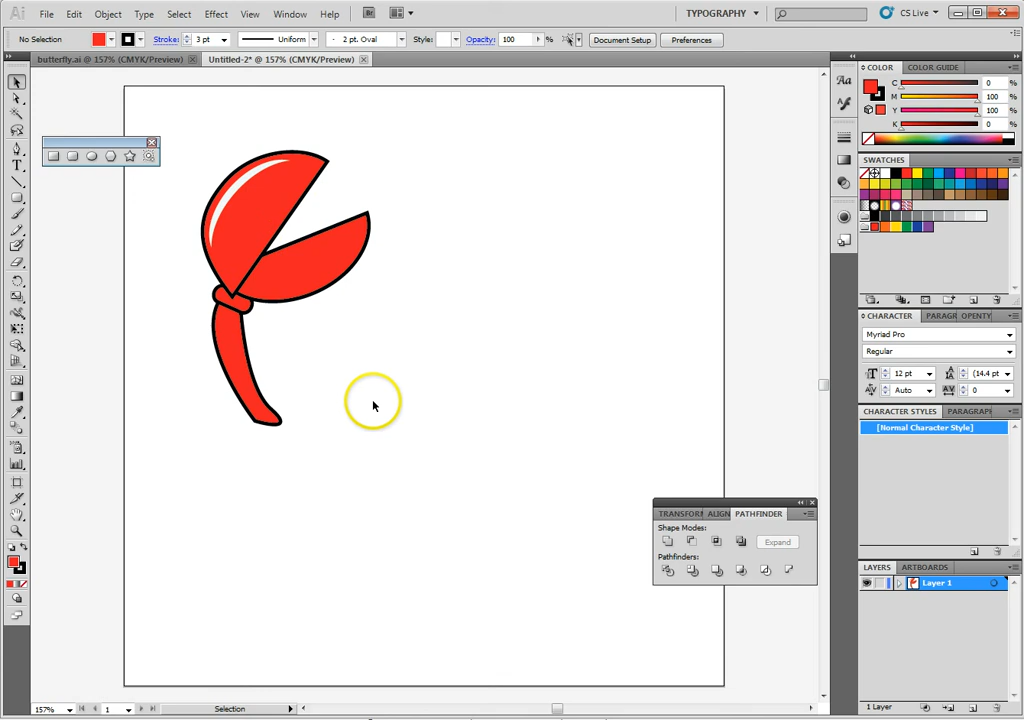 Ai File Edit Object Type Select Effect View Window Help Br TYPOGRAPHY CS Live
No Selection Stroke: 3 pt Uniform 2 pt. Oval Style: Opacity: 100 % Document Setup Preferences
butterfly.ai @ 157% (CMYK/Preview) Untitled-2* @ 157% (CMYK/Preview)
COLOR COLOR GUIDE
C 0 %
M 100 %
Y 100 %
K 0 %
SWATCHES
CHARACTER PARAGR OPENTY
Myriad Pro
Regular
12 pt (14.4 pt
Auto 0
CHARACTER STYLES PARAGRAPH
[Normal Character Style]
TRANSFORM ALIGN PATHFINDER
Shape Modes:
Expand
Pathfinders:
LAYERS ARTBOARDS
Layer 1
1 Layer
157% 1 Selection